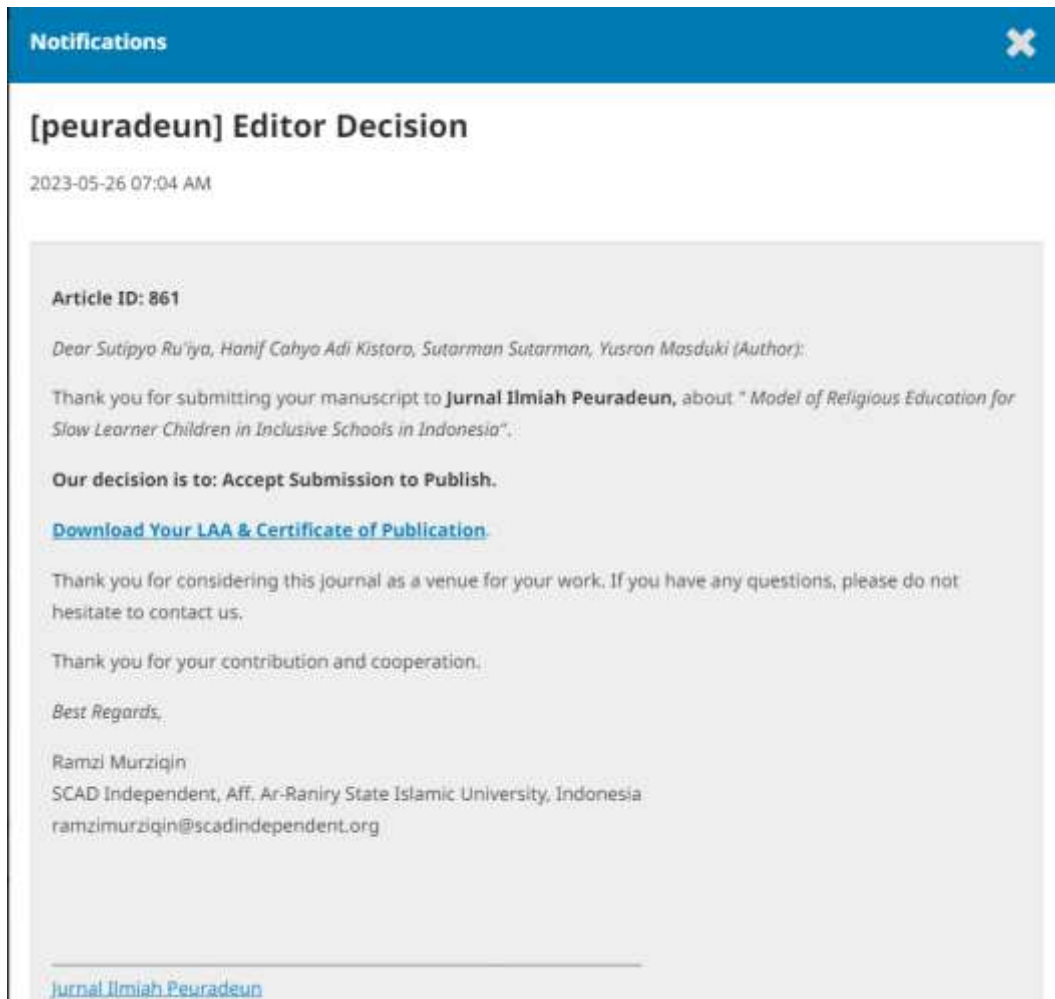 Notifications
[peuradeun] Editor Decision
2023-05-26 07:04 AM
Article ID: 861
Dear Sutipyo Ru'iya, Hanif Cahyo Adi Kistoro, Sutarman Sutarman, Yusron Masduki (Author):
Thank you for submitting your manuscript to Jurnal Ilmiah Peuradeun, about " Model of Religious Education for
Slow Learner Children in Inclusive Schools in Indonesia".
Our decision is to: Accept Submission to Publish.
Download Your LAA & Certificate of Publication.
Thank you for considering this journal as a venue for your work. If you have any questions, please do not
hesitate to contact us.
Thank you for your contribution and cooperation.
Best Regards,
Ramzi Murziqin
SCAD Independent, Aff. Ar-Raniry State Islamic University, Indonesia
ramzimurziqin@scadindependent.org
Jurnal Ilmiah Peuradeun